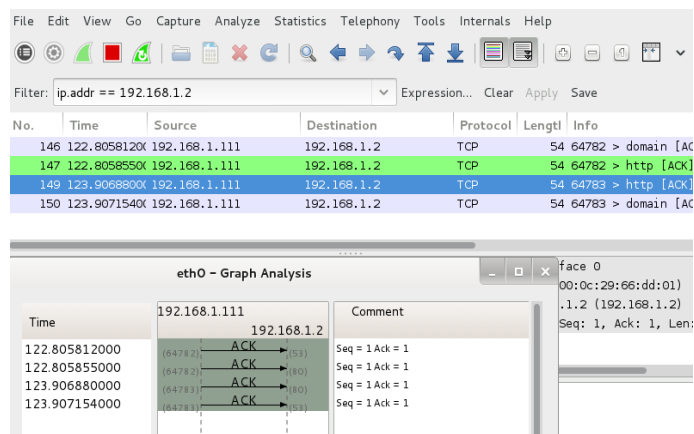 File Edit View Go Capture Analyze Statistics Telephony Tools Internals Help
Filter: ip.addr == 192.168.1.2 Expression... Clear Apply Save
No. Time Source Destination Protocol Lengtl Info
146 122.8058120( 192.168.1.111 192.168.1.2 TCP 54 64782 > domain [AC
147 122.8058550( 192.168.1.111 192.168.1.2 TCP 54 64782 > http [ACK]
149 123.9068800( 192.168.1.111 192.168.1.2 TCP 54 64783 > http [ACK]
150 123.9071540( 192.168.1.111 192.168.1.2 TCP 54 64783 > domain [AC
eth0 - Graph Analysis
face 0
00:0c:29:66:dd:01)
.1.2 (192.168.1.2)
Seq: 1, Ack: 1, Len:
Time 192.168.1.111 192.168.1.2 Comment
122.805812000 (64782) ACK (53) Seq = 1 Ack = 1
122.805855000 (64782) ACK (80) Seq = 1 Ack = 1
123.906880000 (64783) ACK (80) Seq = 1 Ack = 1
123.907154000 (64783) ACK (53) Seq = 1 Ack = 1